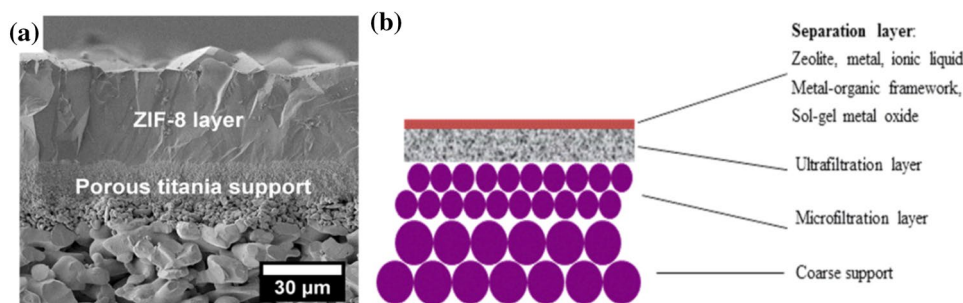 (a)
ZIF-8 layer
Porous titania support
30 µm
(b)
Separation layer:
Zeolite, metal, ionic liquid
Metal-organic framework,
Sol-gel metal oxide
Ultrafiltration layer
Microfiltration layer
Coarse support